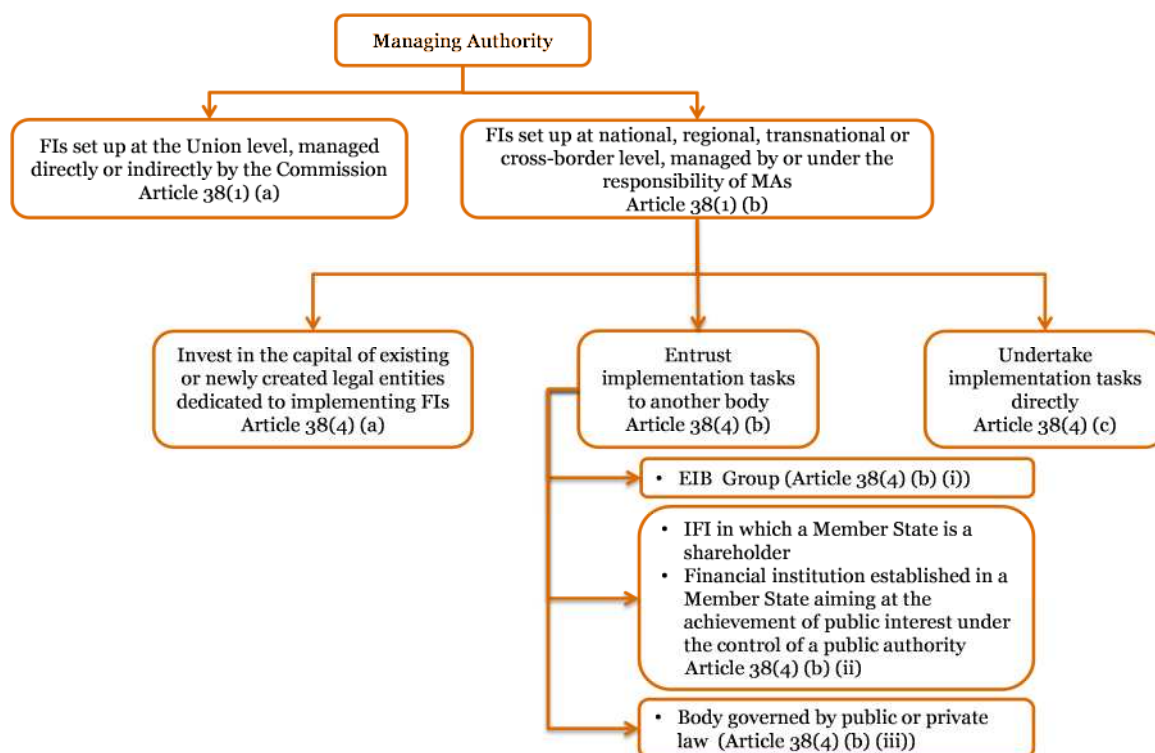 Managing Authority
FIs set up at the Union level, managed
directly or indirectly by the Commission
Article 38(1) (a)
FIs set up at national, regional, transnational or
cross-border level, managed by or under the
responsibility of MAs
Article 38(1) (b)
Invest in the capital of existing
or newly created legal entities
dedicated to implementing FIs
Article 38(4) (a)
Entrust
implementation tasks
to another body
Article 38(4) (b)
Undertake
implementation tasks
directly
Article 38(4) (c)
• EIB Group (Article 38(4) (b) (i))
• IFI in which a Member State is a
shareholder
• Financial institution established in a
Member State aiming at the
achievement of public interest under
the control of a public authority
Article 38(4) (b) (ii)
• Body governed by public or private
law (Article 38(4) (b) (iii))